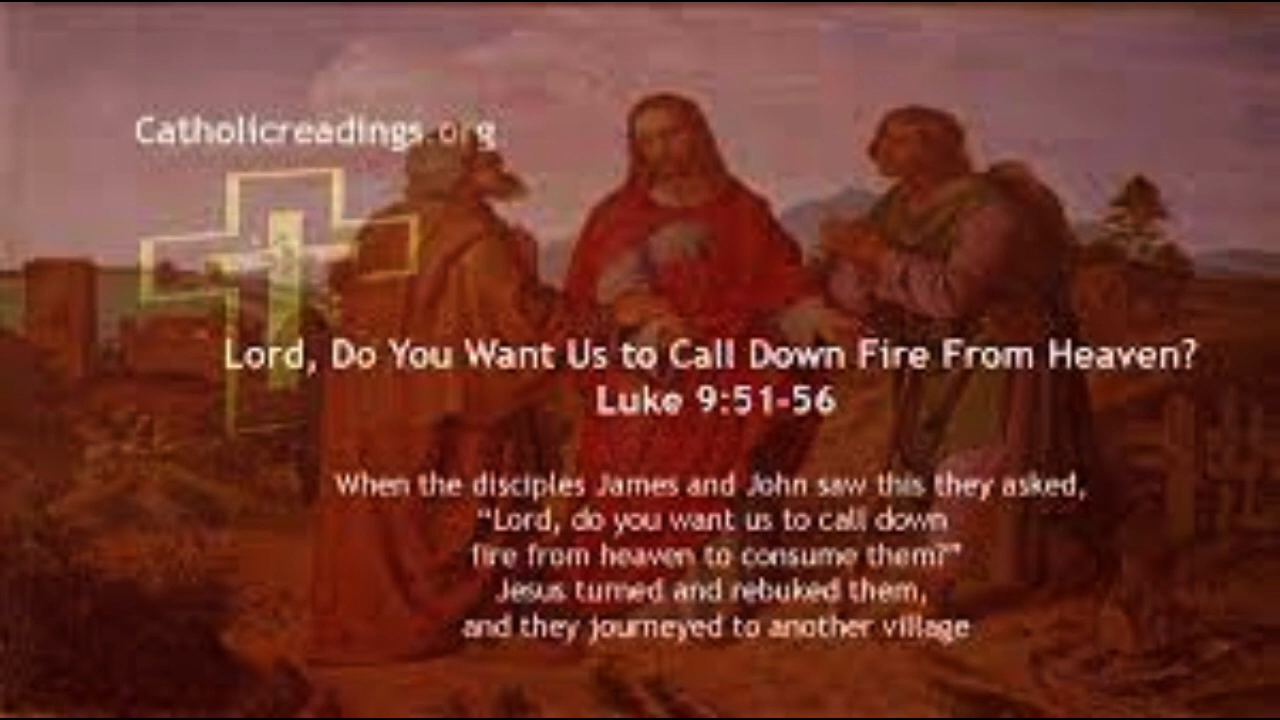 Catholicreadings.org
Lord, Do You Want Us to Call Down Fire From Heaven?
Luke 9:51-56
When the disciples James and John saw this they asked,
“Lord, do you want us to call down
fire from heaven to consume them?”
Jesus turned and rebuked them,
and they journeyed to another village